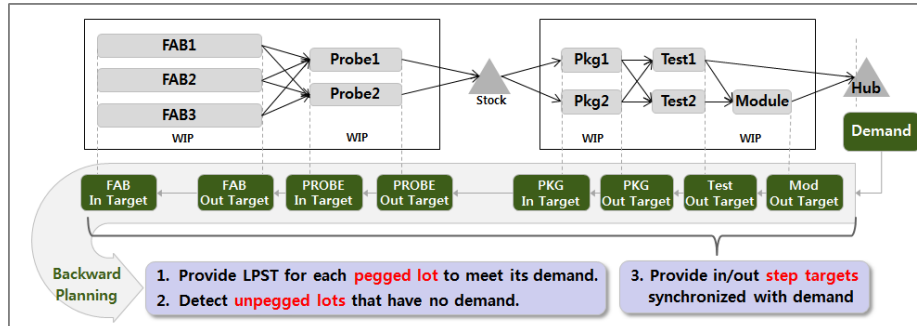 FAB1
FAB2
FAB3
WIP
Probe1
Probe2
WIP
Stock
Pkg1
Pkg2
WIP
Test1
Test2
Module
WIP
Hub
Demand
FAB
In Target
FAB
Out Target
PROBE
In Target
PROBE
Out Target
PKG
In Target
PKG
Out Target
Test
Out Target
Mod
Out Target
Backward
Planning
1. Provide LPST for each pegged lot to meet its demand.
2. Detect unpegged lots that have no demand.
3. Provide in/out step targets
synchronized with demand